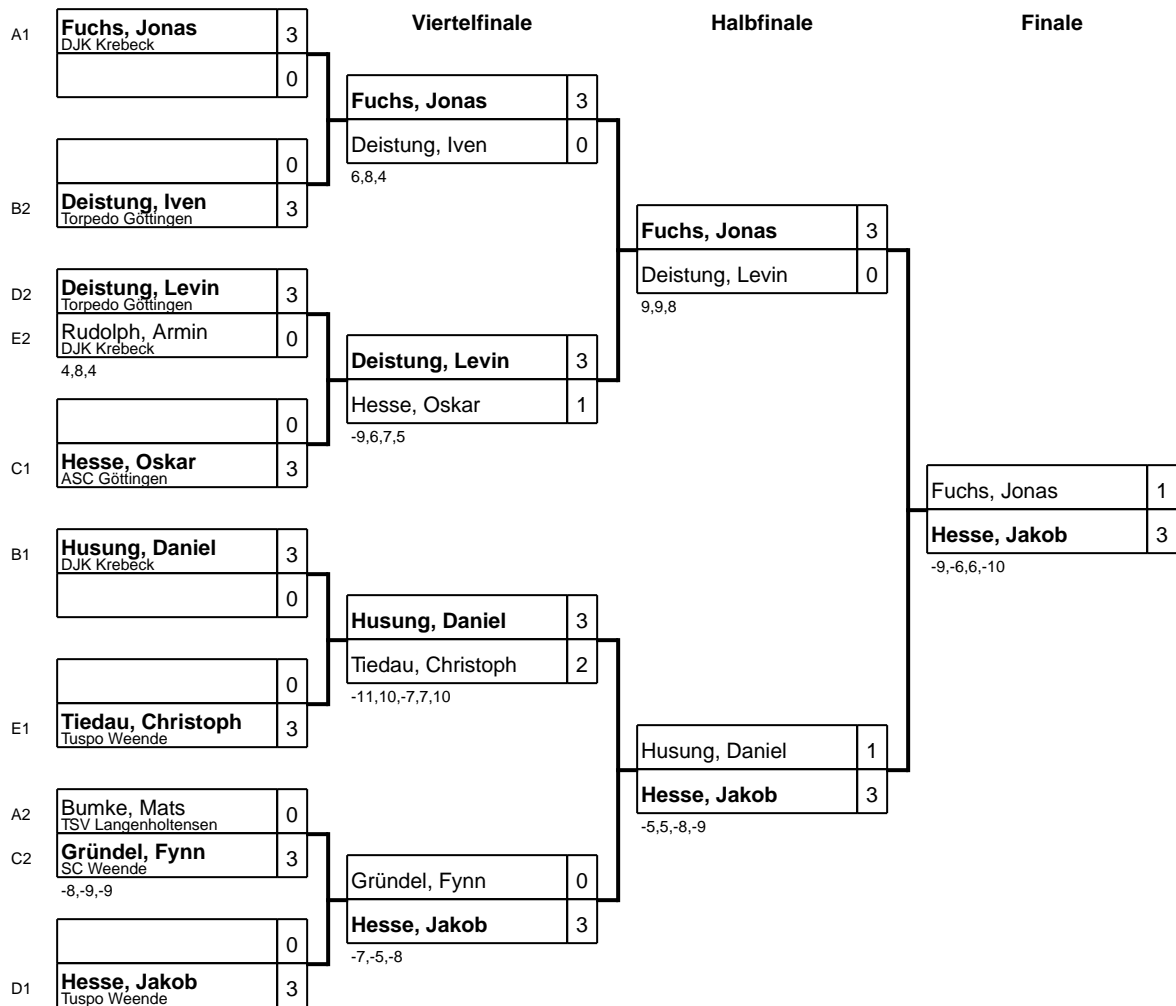 Viertelfinale
Halbfinale
Finale
A1 Fuchs, Jonas 3
DJK Krebeck
0
0
B2 Deistung, Iven 3
Torpedo Göttingen
D2 Deistung, Levin 3
Torpedo Göttingen
E2 Rudolph, Armin 0
DJK Krebeck
4,8,4
0
C1 Hesse, Oskar 3
ASC Göttingen
B1 Husung, Daniel 3
DJK Krebeck
0
0
E1 Tiedau, Christoph 3
Tuspo Weende
A2 Bumke, Mats 0
TSV Langenholtensen
C2 Gründel, Fynn 3
SC Weende
-8,-9,-9
0
D1 Hesse, Jakob 3
Tuspo Weende
Fuchs, Jonas 3
Deistung, Iven 0
6,8,4
Deistung, Levin 3
Hesse, Oskar 1
-9,6,7,5
Husung, Daniel 3
Tiedau, Christoph 2
-11,10,-7,7,10
Gründel, Fynn 0
Hesse, Jakob 3
-7,-5,-8
Fuchs, Jonas 3
Deistung, Levin 0
9,9,8
Husung, Daniel 1
Hesse, Jakob 3
-5,5,-8,-9
Fuchs, Jonas 1
Hesse, Jakob 3
-9,-6,6,-10